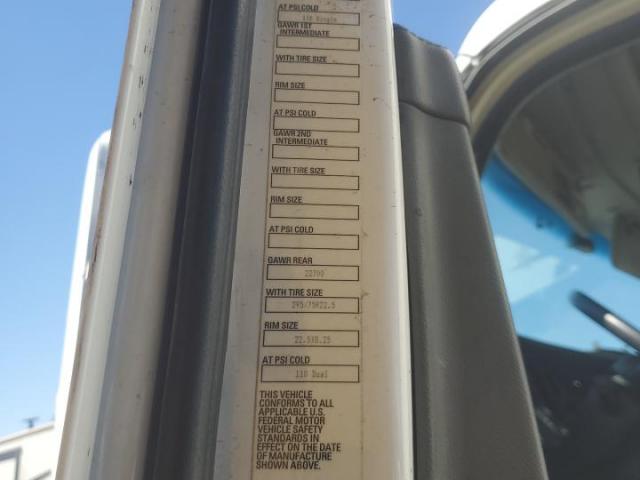 AT PSI COLD
110 Single
GAWR 1ST
INTERMEDIATE
WITH TIRE SIZE
RIM SIZE
AT PSI COLD
GAWR 2ND
INTERMEDIATE
WITH TIRE SIZE
RIM SIZE
AT PSI COLD
GAWR REAR
22700
WITH TIRE SIZE
295/75R22.5
RIM SIZE
22.5X8.25
AT PSI COLD
110 Dual
THIS VEHICLE
CONFORMS TO ALL
APPLICABLE U.S.
FEDERAL MOTOR
VEHICLE SAFETY
STANDARDS IN
EFFECT ON THE DATE
OF MANUFACTURE
SHOWN ABOVE.